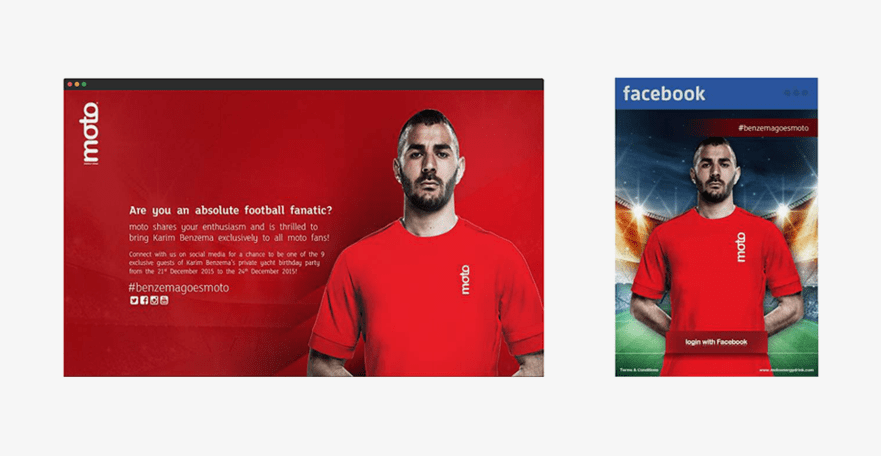 moto
Are you an absolute football fanatic?
moto shares your enthusiasm and is thrilled to
bring Karim Benzema exclusively to all moto fans!
Connect with us on social media for a chance to be one of the 9
exclusive guests of Karim Benzema's private yacht birthday party
from the 21st December 2015 to the 24th December 2015!
#benzemagoesmoto
moto
facebook
#benzemagoesmoto
moto
login with Facebook
Terms & Conditions
www.motoenergydrink.com